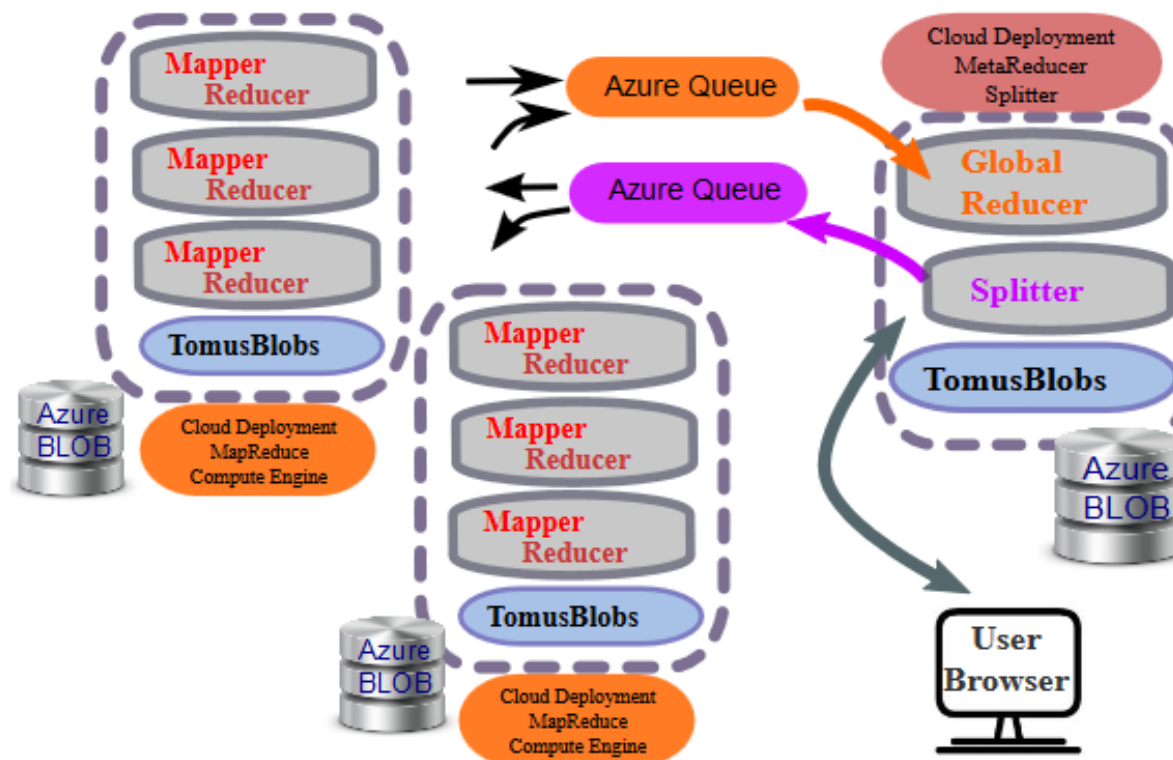 Mapper
Reducer
Mapper
Reducer
Mapper
Reducer
TomusBlobs
Azure
BLOB
Cloud Deployment
MapReduce
Compute Engine
Azure Queue
Azure Queue
Mapper
Reducer
Mapper
Reducer
Mapper
Reducer
TomusBlobs
Azure
BLOB
Cloud Deployment
MapReduce
Compute Engine
Cloud Deployment
MetaReducer
Splitter
Global
Reducer
Splitter
TomusBlobs
Azure
BLOB
User
Browser